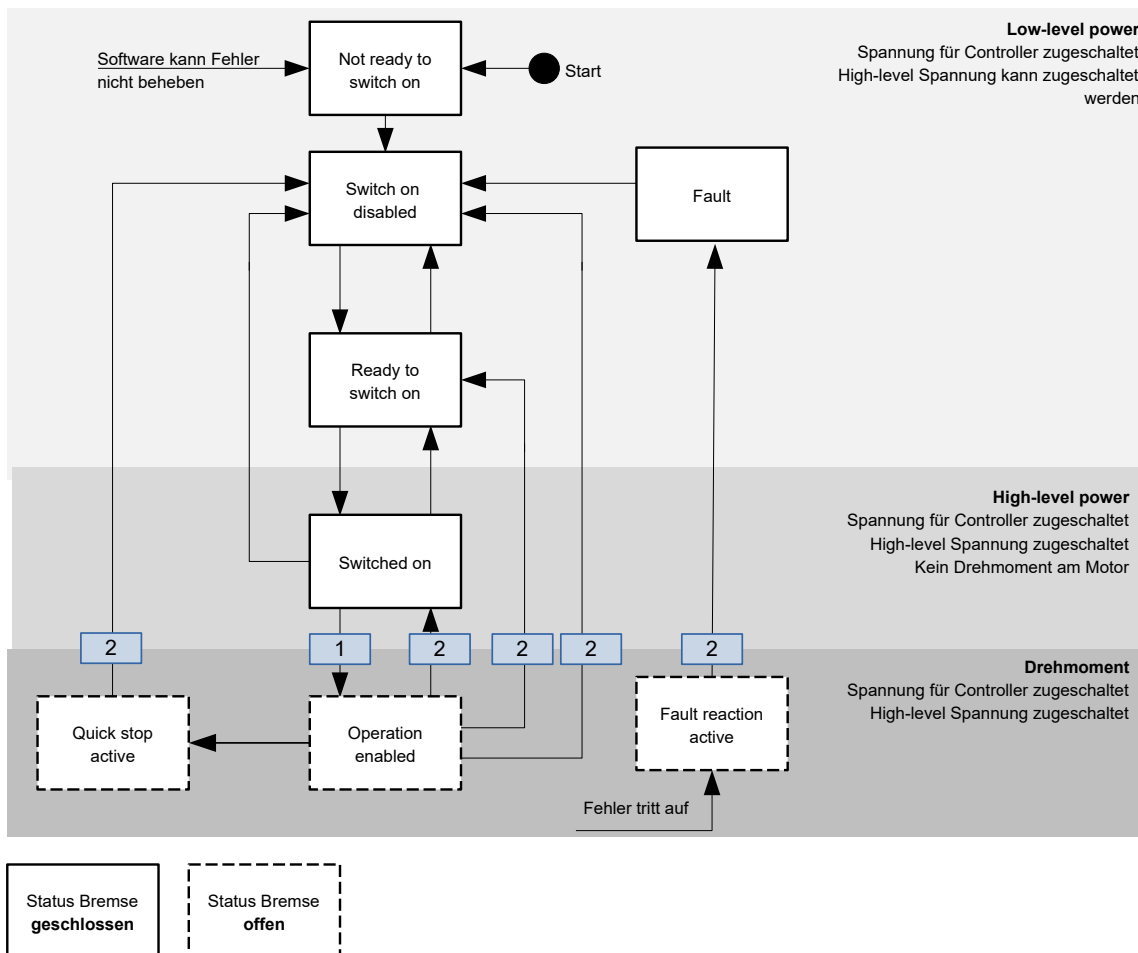 Low-level power
Spannung für Controller zugeschaltet
High-level Spannung kann zugeschaltet
werden
Software kann Fehler
nicht beheben
Not ready to
switch on
Start
Switch on
disabled
Fault
Ready to
switch on
High-level power
Spannung für Controller zugeschaltet
High-level Spannung zugeschaltet
Kein Drehmoment am Motor
Switched on
2
1
2
2
2
2
Drehmoment
Spannung für Controller zugeschaltet
High-level Spannung zugeschaltet
Quick stop
active
Operation
enabled
Fault reaction
active
Fehler tritt auf
Status Bremse
geschlossen
Status Bremse
offen